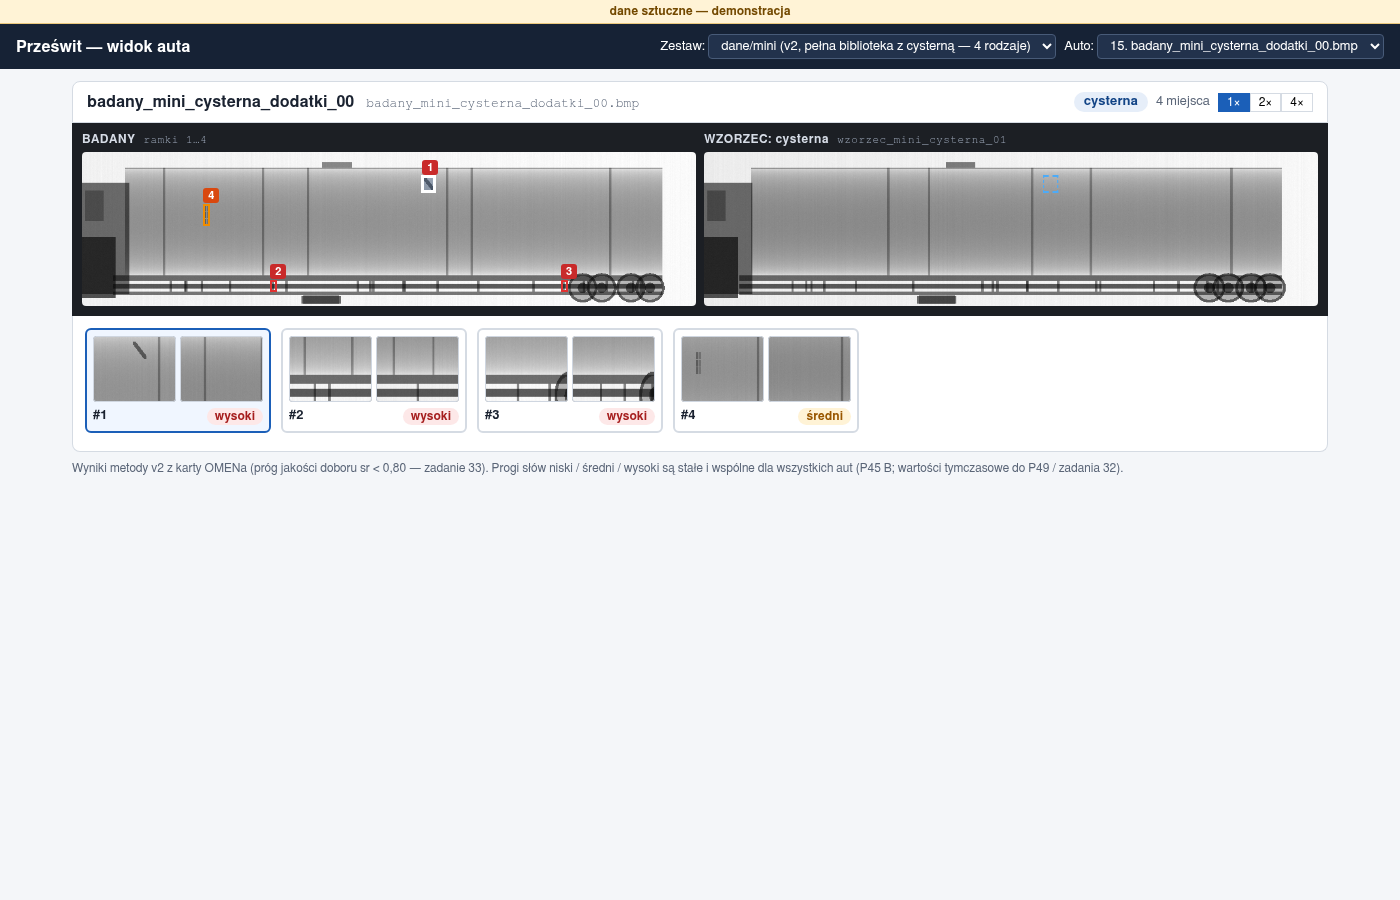 dane sztuczne — demonstracja
Prześwit — widok auta
Zestaw: dane/mini (v2, pełna biblioteka z cysterną — 4 rodzaje) Auto: 15. badany_mini_cysterna_dodatki_00.bmp
badany_mini_cysterna_dodatki_00 badany_mini_cysterna_dodatki_00.bmp cysterna 4 miejsca 1× 2× 4×
BADANY ramki 1…4
WZORZEC: cysterna wzorzec_mini_cysterna_01
1
4
2
3
#1 wysoki
#2 wysoki
#3 wysoki
#4 średni
Wyniki metody v2 z karty OMENa (próg jakości doboru sr < 0,80 — zadanie 33). Progi słów niski / średni / wysoki są stałe i wspólne dla wszystkich aut (P45 B; wartości tymczasowe do P49 / zadania 32).